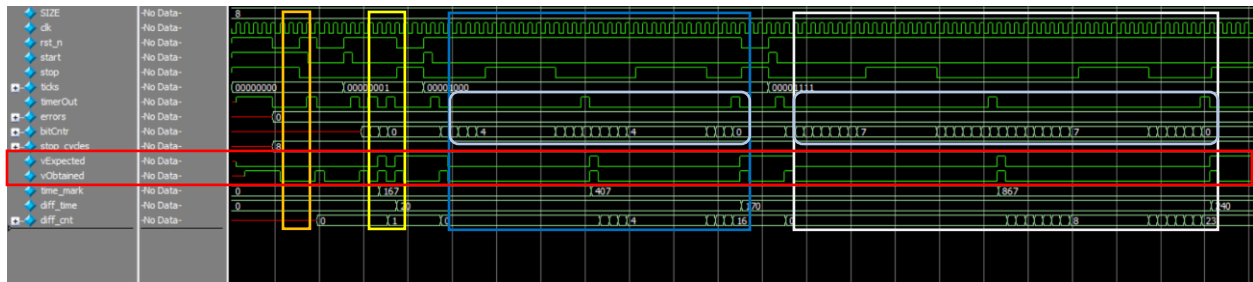 SIZE -No Data- 8
clk -No Data-
rst_n -No Data-
start -No Data-
stop -No Data-
ticks -No Data- 00000000 00000001 00001000 00001111
timerOut -No Data-
errors -No Data- 0
bitCntr -No Data- 0 4 4 0 7 7 0
stop_cycles -No Data- 8
vExpected -No Data-
vObtained -No Data-
time_mark -No Data- 0 167 407 867
diff_time -No Data- 0 20 170 240
diff_cnt -No Data- 0 1 0 4 16 0 8 23